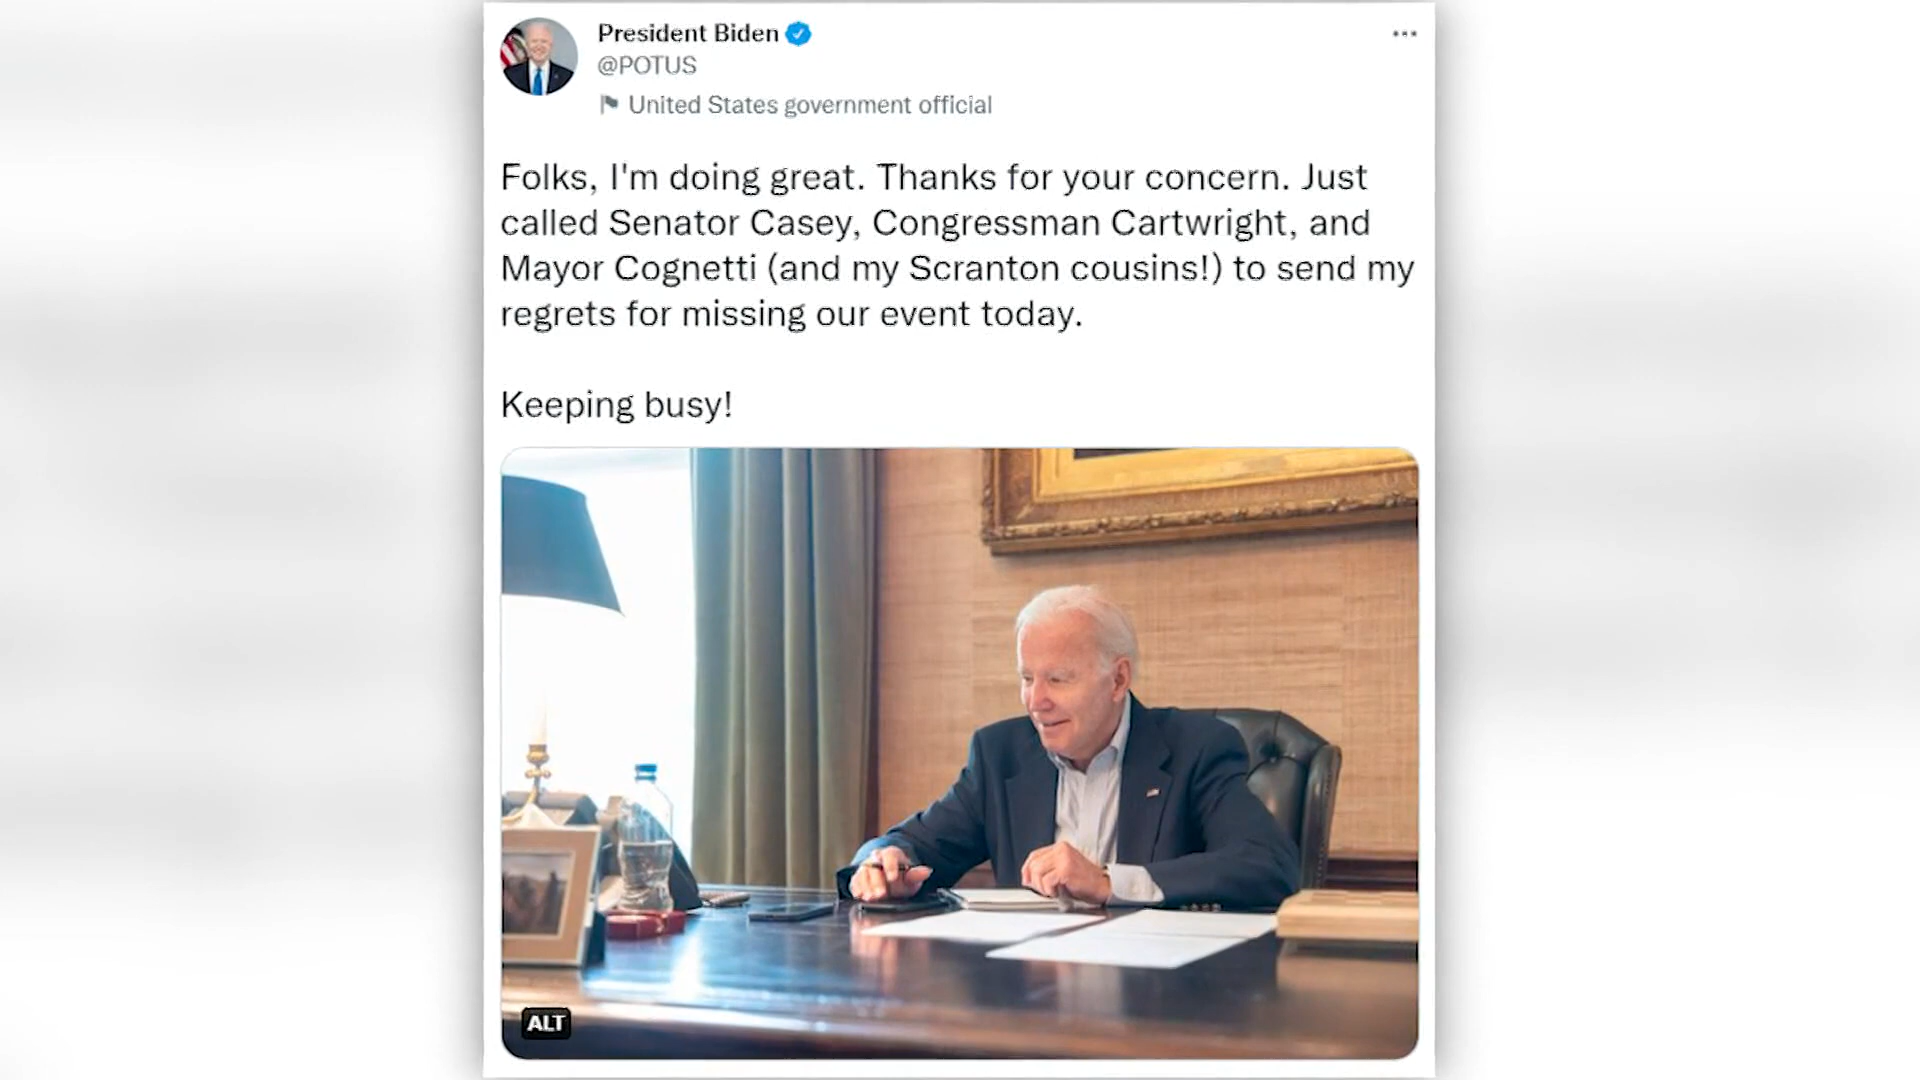 President Biden
@POTUS
United States government official
Folks, I'm doing great. Thanks for your concern. Just
called Senator Casey, Congressman Cartwright, and
Mayor Cognetti (and my Scranton cousins!) to send my
regrets for missing our event today.
Keeping busy!
ALT